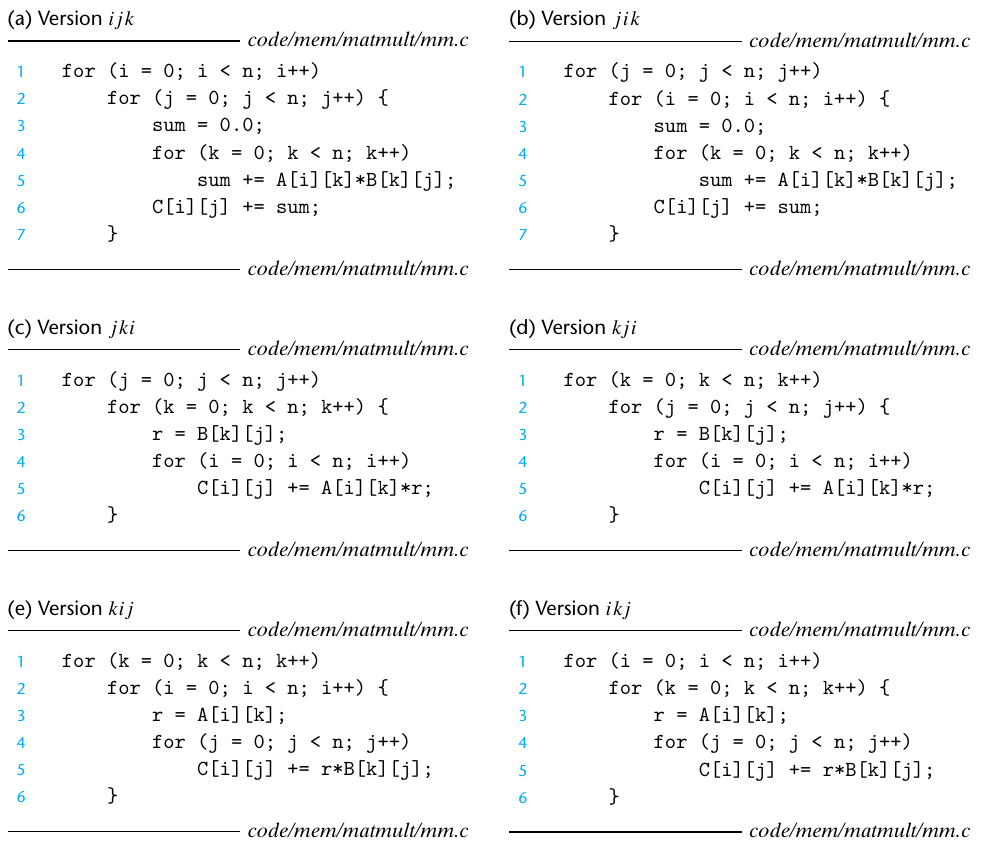 (a) Version ijk
code/mem/matmult/mm.c
1 for (i = 0; i < n; i++)
2 for (j = 0; j < n; j++) {
3 sum = 0.0;
4 for (k = 0; k < n; k++)
5 sum += A[i][k]*B[k][j];
6 C[i][j] += sum;
7 }
code/mem/matmult/mm.c
(b) Version jik
code/mem/matmult/mm.c
1 for (j = 0; j < n; j++)
2 for (i = 0; i < n; i++) {
3 sum = 0.0;
4 for (k = 0; k < n; k++)
5 sum += A[i][k]*B[k][j];
6 C[i][j] += sum;
7 }
code/mem/matmult/mm.c
(c) Version jki
code/mem/matmult/mm.c
1 for (j = 0; j < n; j++)
2 for (k = 0; k < n; k++) {
3 r = B[k][j];
4 for (i = 0; i < n; i++)
5 C[i][j] += A[i][k]*r;
6 }
code/mem/matmult/mm.c
(d) Version kji
code/mem/matmult/mm.c
1 for (k = 0; k < n; k++)
2 for (j = 0; j < n; j++) {
3 r = B[k][j];
4 for (i = 0; i < n; i++)
5 C[i][j] += A[i][k]*r;
6 }
code/mem/matmult/mm.c
(e) Version kij
code/mem/matmult/mm.c
1 for (k = 0; k < n; k++)
2 for (i = 0; i < n; i++) {
3 r = A[i][k];
4 for (j = 0; j < n; j++)
5 C[i][j] += r*B[k][j];
6 }
code/mem/matmult/mm.c
(f) Version ikj
code/mem/matmult/mm.c
1 for (i = 0; i < n; i++)
2 for (k = 0; k < n; k++) {
3 r = A[i][k];
4 for (j = 0; j < n; j++)
5 C[i][j] += r*B[k][j];
6 }
code/mem/matmult/mm.c